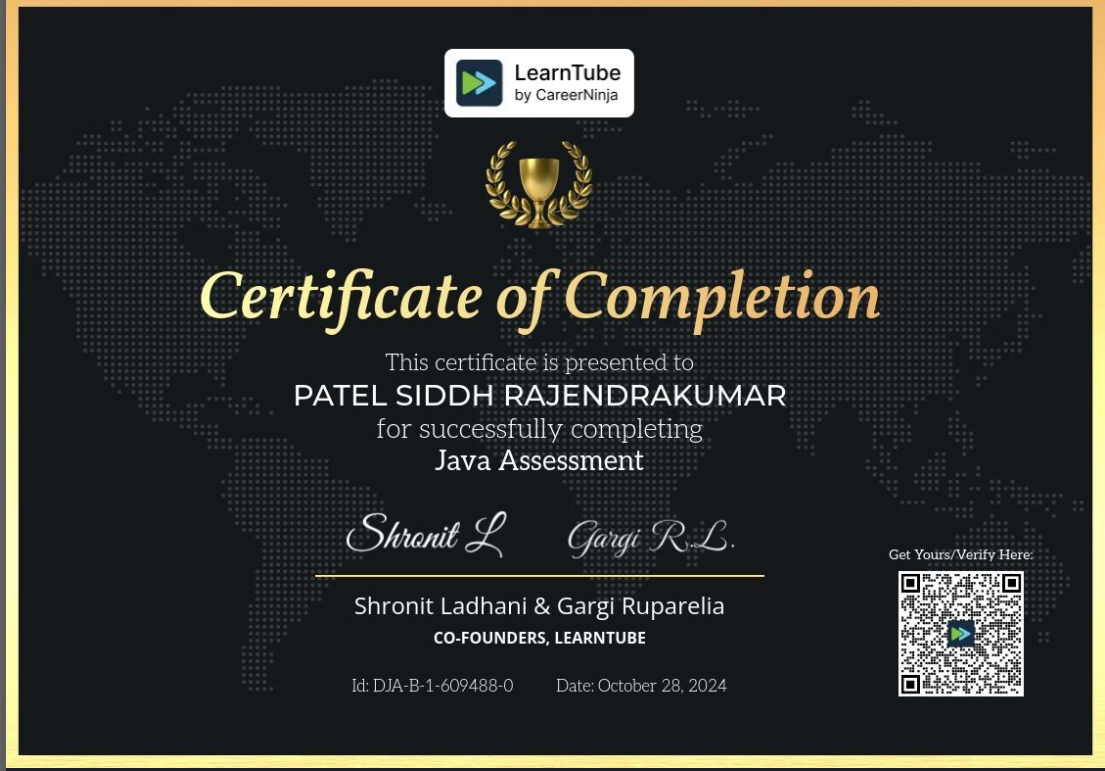 LearnTube
by CareerNinja
Certificate of Completion
This certificate is presented to
PATEL SIDDH RAJENDRAKUMAR
for successfully completing
Java Assessment
Shronit L
Gargi R.L.
Shronit Ladhani & Gargi Ruparelia
CO-FOUNDERS, LEARNTUBE
Id: DJA-B-1-609488-0
Date: October 28, 2024
Get Yours/Verify Here: